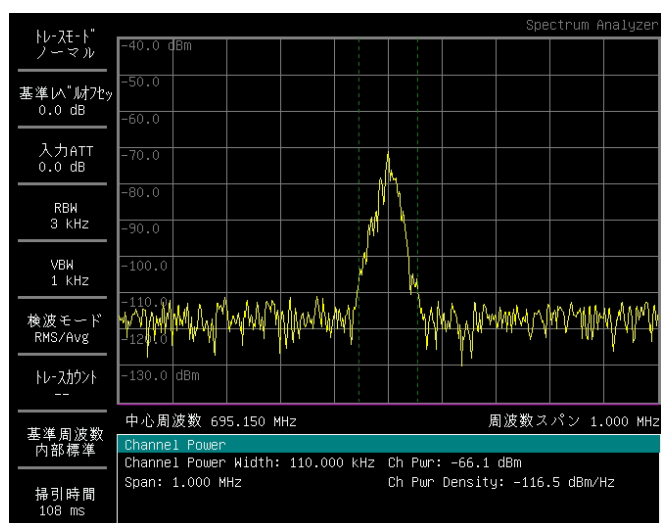 Spectrum Analyzer
トレースモード
ノーマル
基準レベルオフセッ
0.0 dB
入力ATT
0.0 dB
RBW
3 kHz
VBW
1 kHz
検波モード
RMS/Avg
トレースカウント
--
基準周波数
内部標準
掃引時間
108 ms
-40.0 dBm
-50.0
-60.0
-70.0
-80.0
-90.0
-100.0
-110.0
-120.0
-130.0 dBm
中心周波数 695.150 MHz
周波数スパン 1.000 MHz
Channel Power
Channel Power Width: 110.000 kHz Ch Pwr: -66.1 dBm
Span: 1.000 MHz Ch Pwr Density: -116.5 dBm/Hz